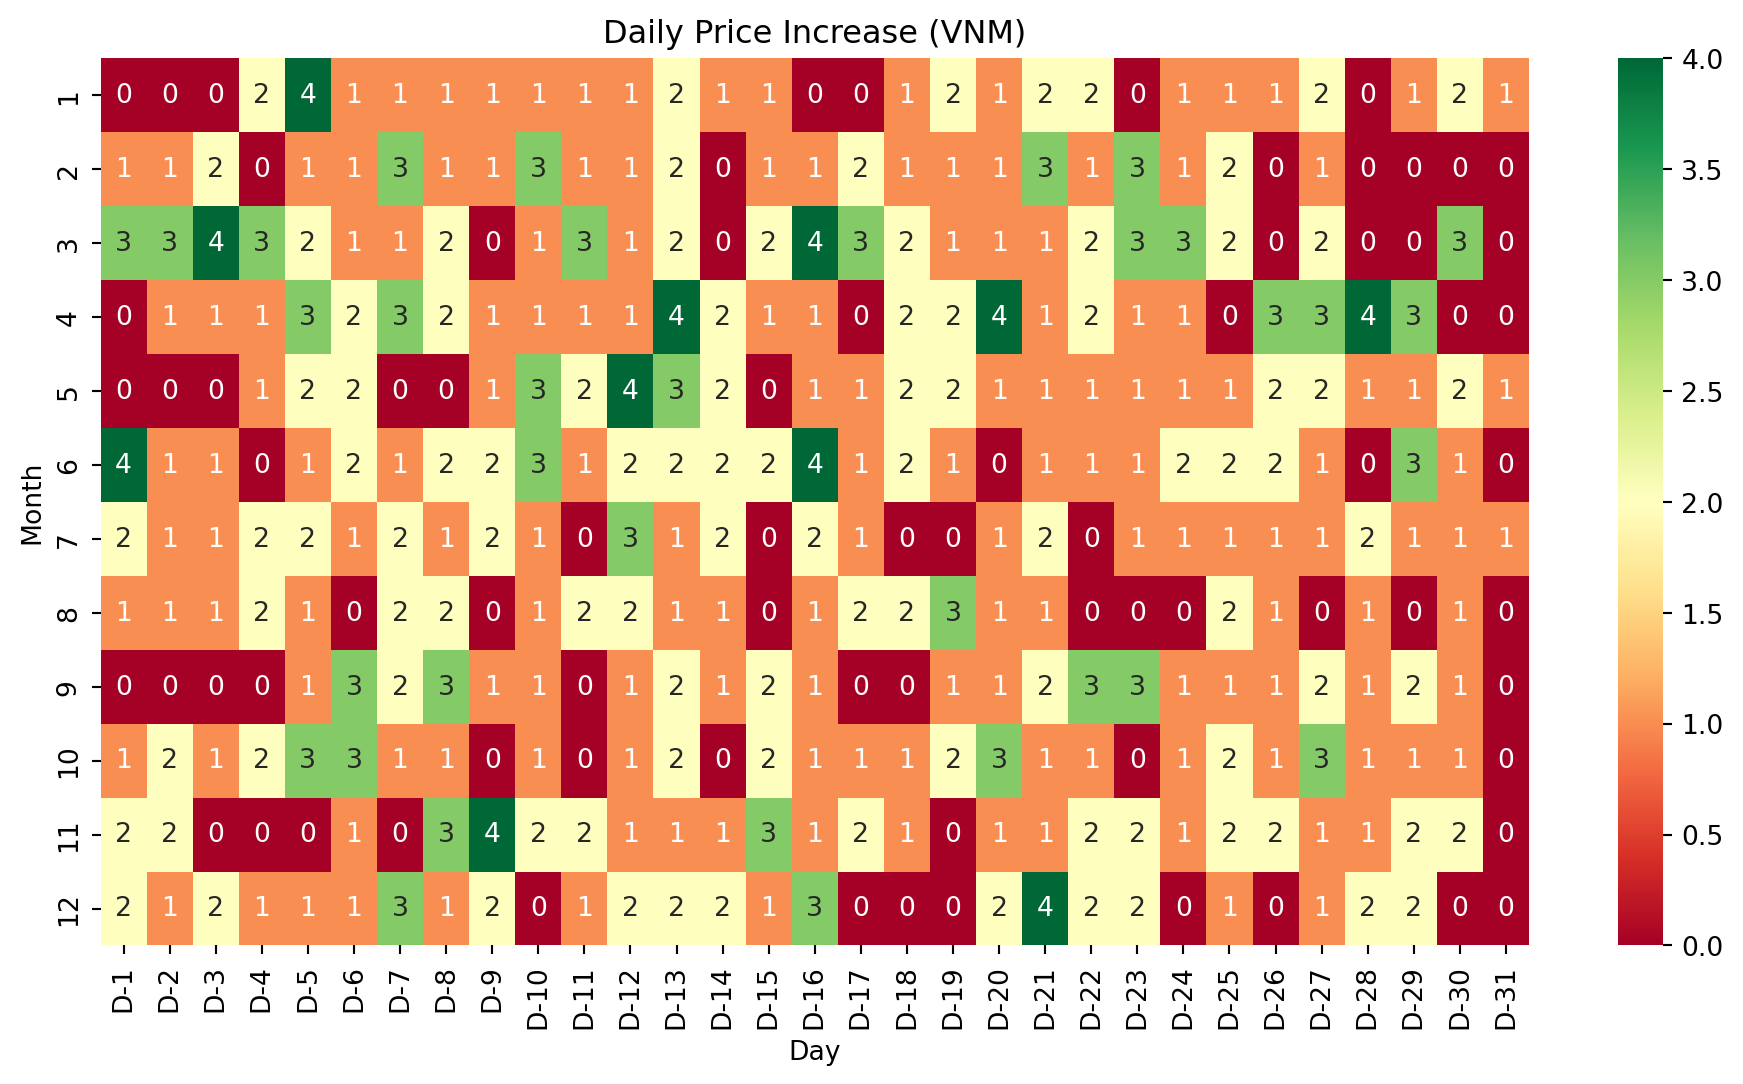 Daily Price Increase (VNM)
1 0 0 0 2 4 1 1 1 1 1 1 1 2 1 1 0 0 1 2 1 2 2 0 1 1 1 2 0 1 2 1
2 1 1 2 0 1 1 3 1 1 3 1 1 2 0 1 1 2 1 1 1 3 1 3 1 2 0 1 0 0 0 0
3 3 3 4 3 2 1 1 2 0 1 3 1 2 0 2 4 3 2 1 1 1 2 3 3 2 0 2 0 0 3 0
4 0 1 1 1 3 2 3 2 1 1 1 1 4 2 1 1 0 2 2 4 1 2 1 1 0 3 3 4 3 0 0
5 0 0 0 1 2 2 0 0 1 3 2 4 3 2 0 1 1 2 2 1 1 1 1 1 1 2 2 1 1 2 1
6 4 1 1 0 1 2 1 2 2 3 1 2 2 2 2 4 1 2 1 0 1 1 1 2 2 2 1 0 3 1 0
7 2 1 1 2 2 1 2 1 2 1 0 3 1 2 0 2 1 0 0 1 2 0 1 1 1 1 1 2 1 1 1
8 1 1 1 2 1 0 2 2 0 1 2 2 1 1 0 1 2 2 3 1 1 0 0 0 2 1 0 1 0 1 0
9 0 0 0 0 1 3 2 3 1 1 0 1 2 1 2 1 0 0 1 1 2 3 3 1 1 1 2 1 2 1 0
10 1 2 1 2 3 3 1 1 0 1 0 1 2 0 2 1 1 1 2 3 1 1 0 1 2 1 3 1 1 1 0
11 2 2 0 0 0 1 0 3 4 2 2 1 1 1 3 1 2 1 0 1 1 2 2 1 2 2 1 1 2 2 0
12 2 1 2 1 1 1 3 1 2 0 1 2 2 2 1 3 0 0 0 2 4 2 2 0 1 0 1 2 2 0 0
Month
D-1 D-2 D-3 D-4 D-5 D-6 D-7 D-8 D-9 D-10 D-11 D-12 D-13 D-14 D-15 D-16 D-17 D-18 D-19 D-20 D-21 D-22 D-23 D-24 D-25 D-26 D-27 D-28 D-29 D-30 D-31
Day
4.0
3.5
3.0
2.5
2.0
1.5
1.0
0.5
0.0